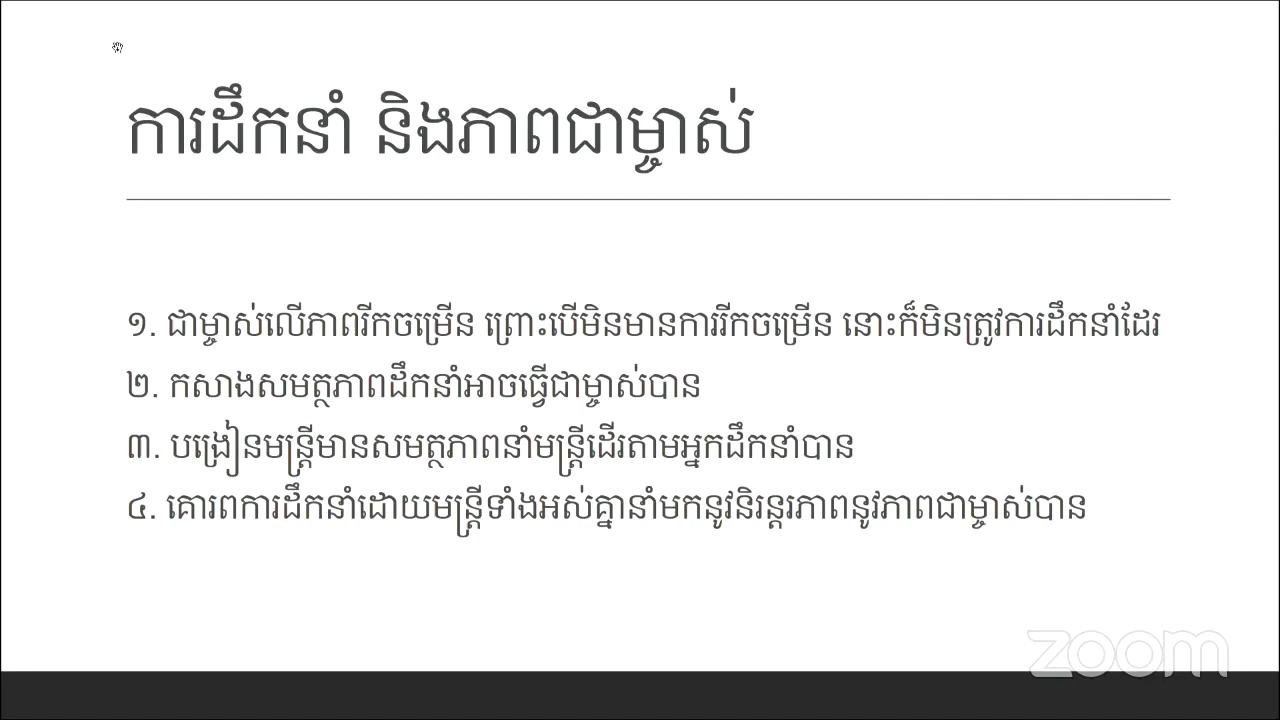 ការដឹកនាំ និងភាពជាម្ចាស់
១. ជាម្ចាស់លើភាពរីកចម្រើន ព្រោះបើមិនមានការរីកចម្រើន នោះក៏មិនត្រូវការដឹកនាំដែរ
២. កសាងសមត្ថភាពដឹកនាំអាចធ្វើជាម្ចាស់បាន
៣. បង្រៀនមន្ត្រីមានសមត្ថភាពនាំមន្ត្រីដើរតាមអ្នកដឹកនាំបាន
៤. គោរពការដឹកនាំដោយមន្ត្រីទាំងអស់គ្នានាំមកនូវនិរន្តរភាពនូវភាពជាម្ចាស់បាន
zoom